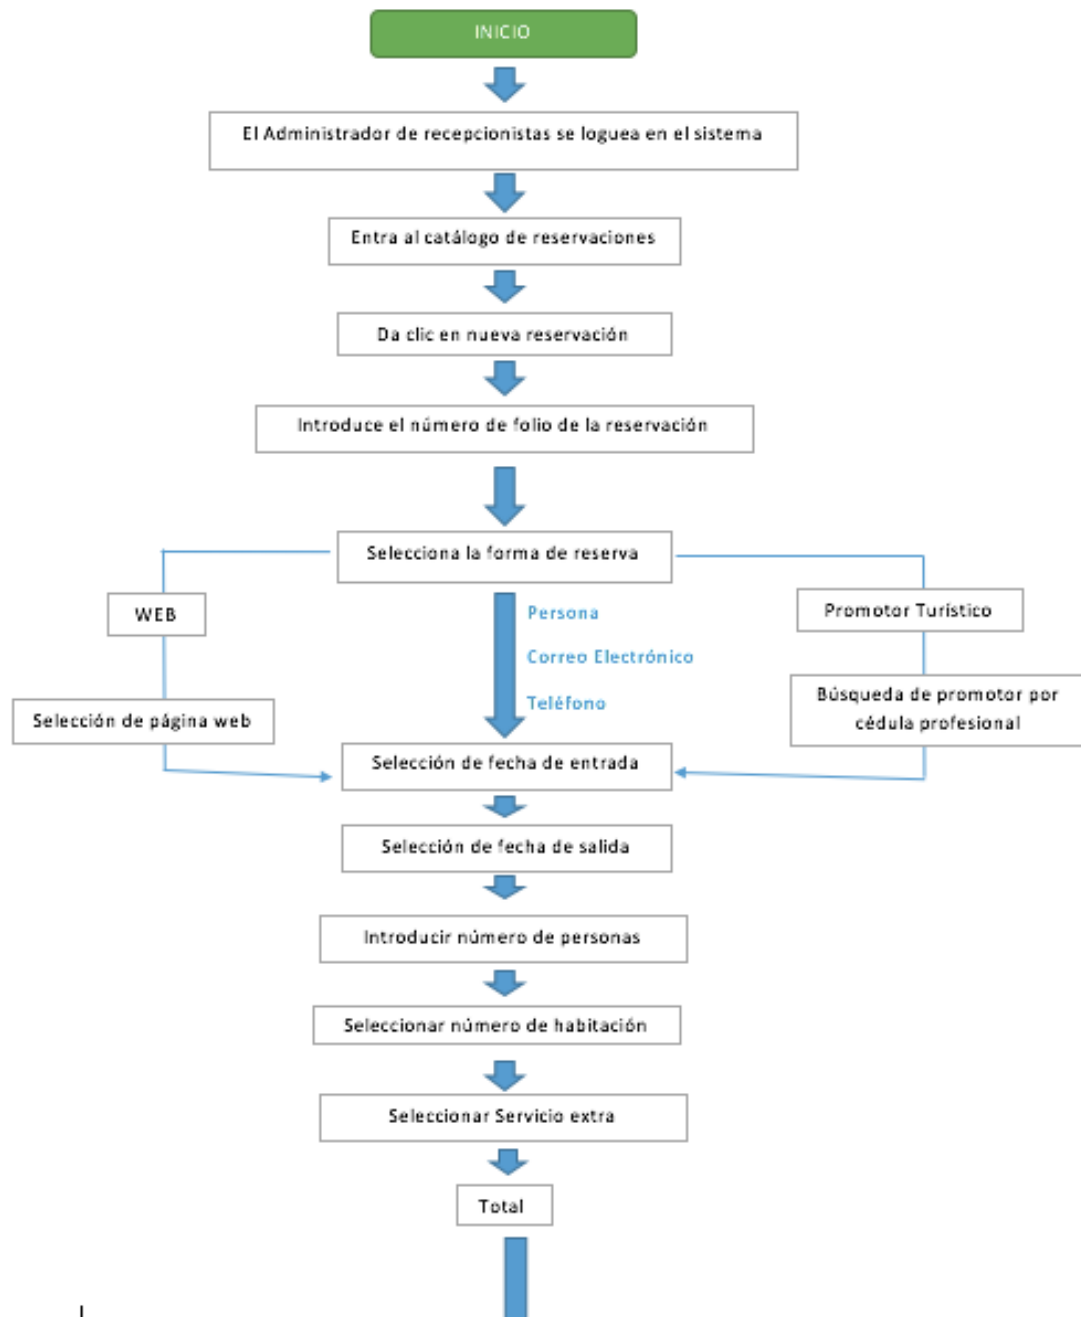 INICIO
El Administrador de recepcionistas se loguea en el sistema
Entra al catálogo de reservaciones
Da clic en nueva reservación
Introduce el número de folio de la reservación
Selecciona la forma de reserva
WEB
Persona
Promotor Turístico
Correo Electrónico
Teléfono
Selección de página web
Búsqueda de promotor por
cédula profesional
Selección de fecha de entrada
Selección de fecha de salida
Introducir número de personas
Seleccionar número de habitación
Seleccionar Servicio extra
Total